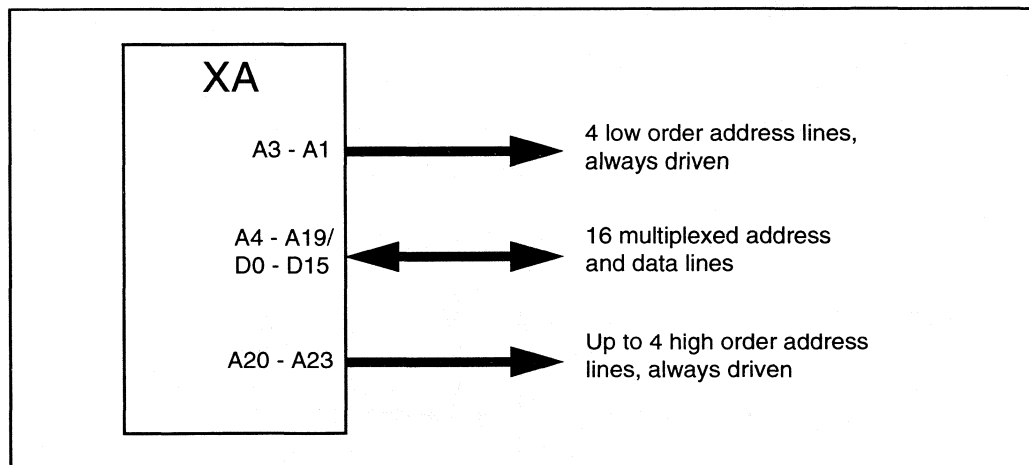 XA
A3 - A1
4 low order address lines,
always driven
A4 - A19/
D0 - D15
16 multiplexed address
and data lines
A20 - A23
Up to 4 high order address
lines, always driven